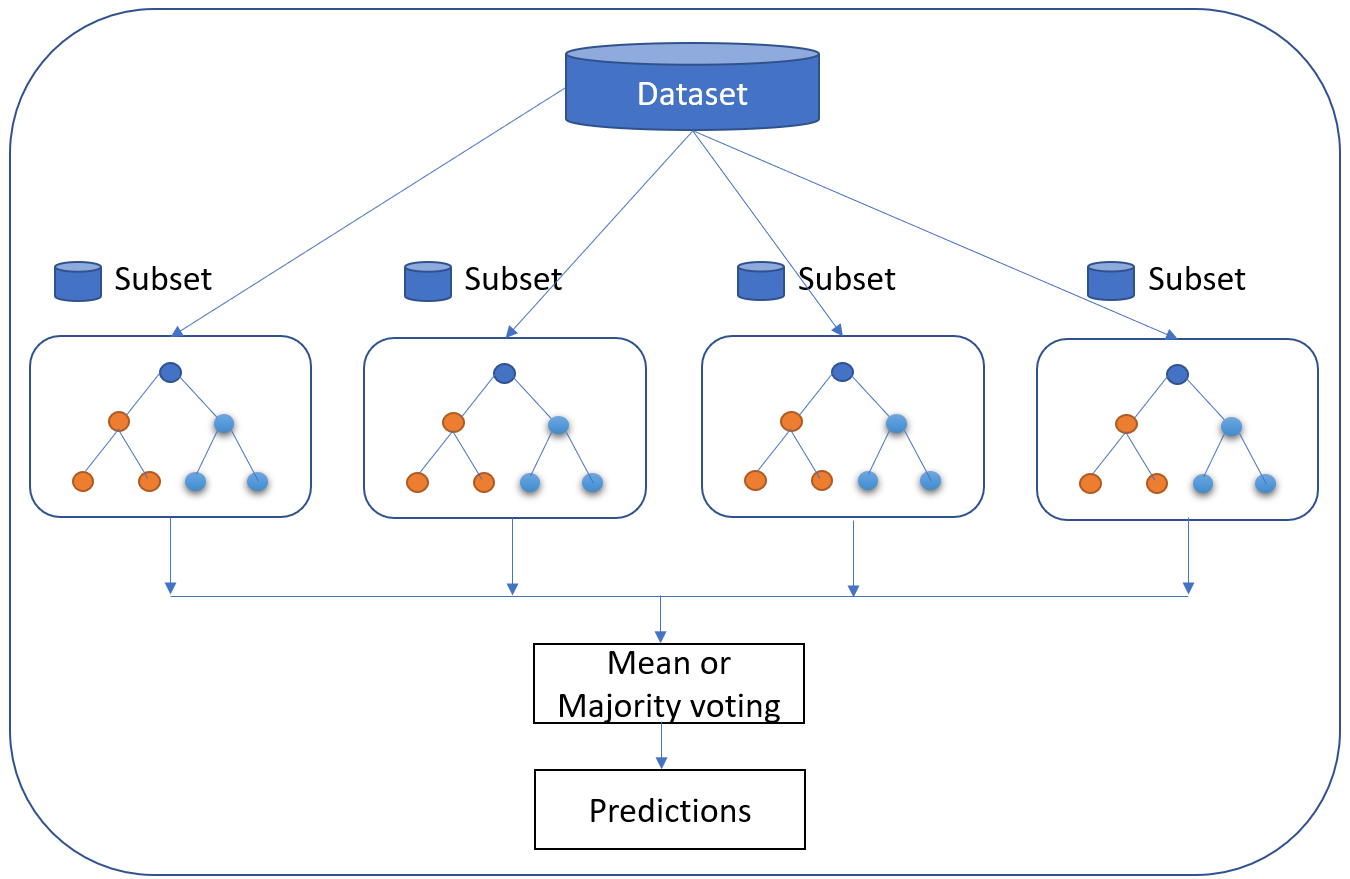 Dataset
Subset
Subset
Subset
Subset
Mean or
Majority voting
Predictions